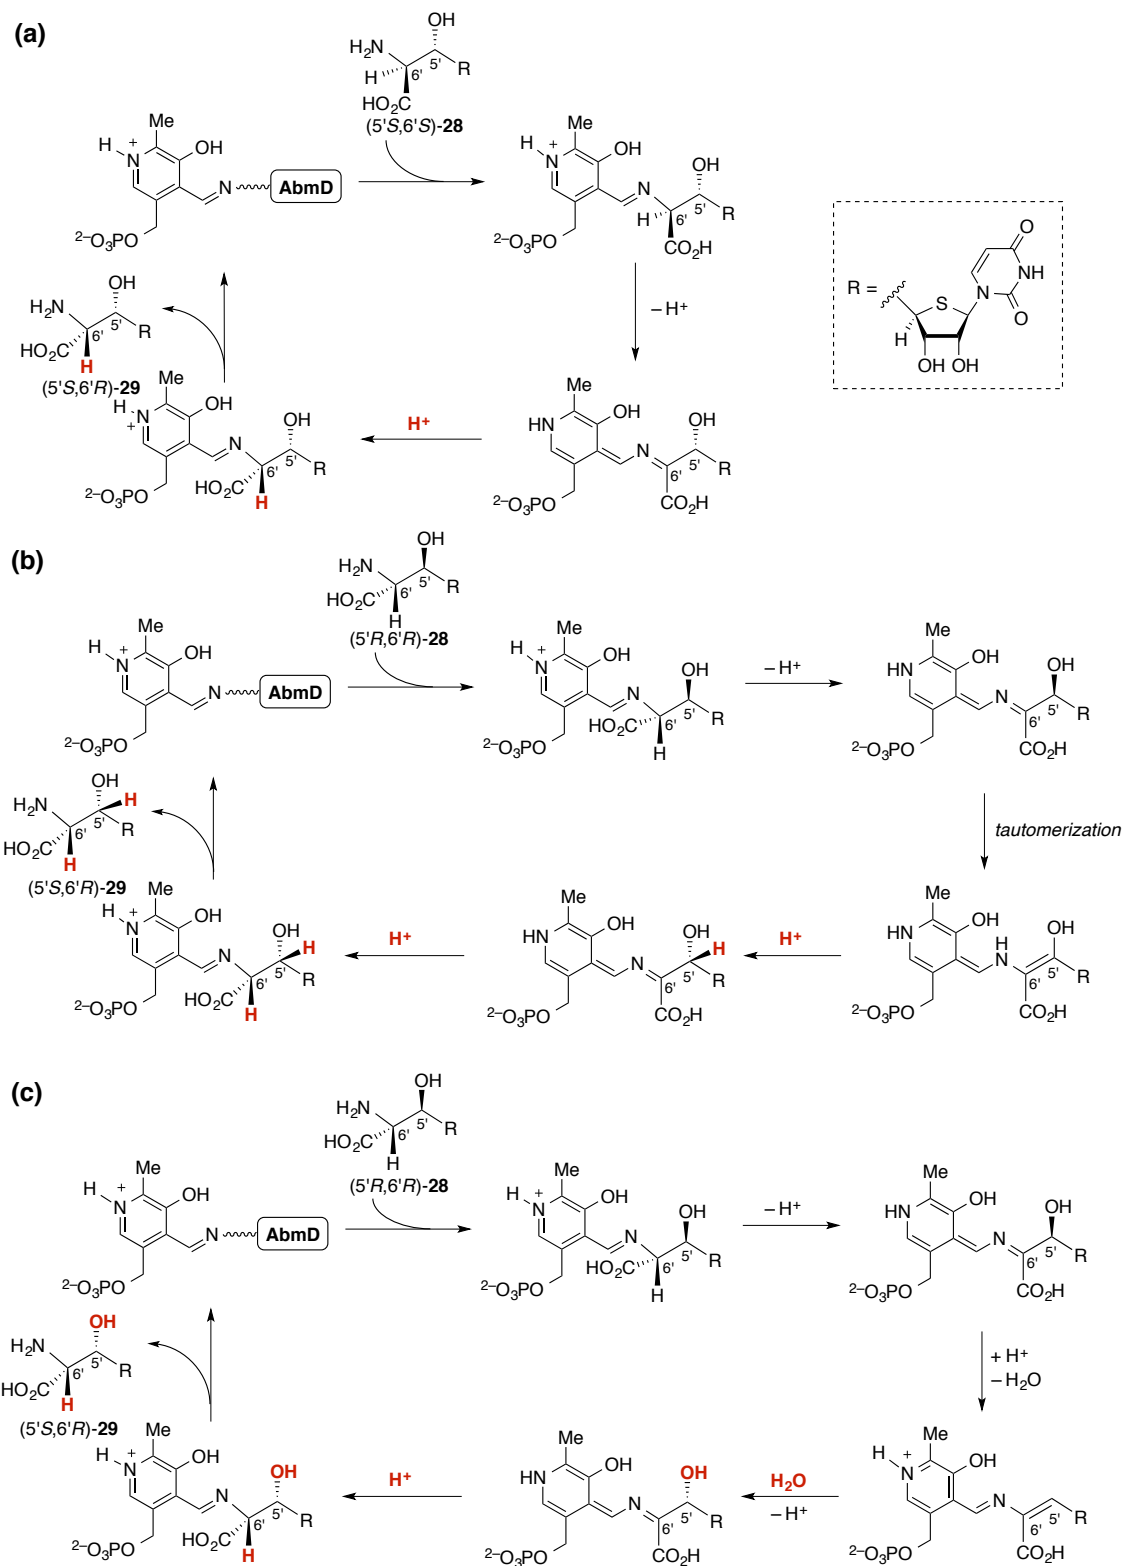 (a)
OH
H₂N
5'
H
6'
R
HO₂C
(5'S,6'S)-28
Me
H
+
N
OH
N
AbmD
²⁻O₃PO
Me
H
+
N
OH
OH
N
5'
H
6'
R
CO₂H
²⁻O₃PO
R =
O
NH
N
O
S
H
OH
OH
– H⁺
OH
H₂N
5'
6'
R
HO₂C
H
(5'S,6'R)-29
Me
H
N
+
OH
OH
N
5'
6'
R
HO₂C
H
²⁻O₃PO
H⁺
Me
HN
OH
OH
N
5'
6'
R
CO₂H
²⁻O₃PO
(b)
OH
H₂N
5'
6'
R
HO₂C
H
(5'R,6'R)-28
Me
H
+
N
OH
N
AbmD
²⁻O₃PO
Me
H
+
N
OH
OH
N
5'
6'
R
HO₂C
H
²⁻O₃PO
– H⁺
Me
HN
OH
OH
N
5'
6'
R
CO₂H
²⁻O₃PO
tautomerization
OH
H
H₂N
5'
6'
R
HO₂C
H
(5'S,6'R)-29
Me
H
+
N
OH
OH
H
N
5'
6'
R
HO₂C
H
²⁻O₃PO
H⁺
Me
HN
OH
OH
H
N
5'
6'
R
CO₂H
²⁻O₃PO
H⁺
Me
HN
OH
H
N
OH
5'
6'
R
CO₂H
²⁻O₃PO
(c)
OH
H₂N
5'
6'
R
HO₂C
H
(5'R,6'R)-28
Me
H
+
N
OH
N
AbmD
²⁻O₃PO
Me
H
+
N
OH
OH
N
5'
6'
R
HO₂C
H
²⁻O₃PO
– H⁺
Me
HN
OH
OH
N
5'
6'
R
CO₂H
²⁻O₃PO
+ H⁺
– H₂O
OH
H₂N
5'
6'
R
HO₂C
H
(5'S,6'R)-29
Me
H
+
N
OH
OH
N
5'
6'
R
HO₂C
H
²⁻O₃PO
H⁺
Me
HN
OH
OH
N
5'
6'
R
CO₂H
²⁻O₃PO
H₂O
– H⁺
Me
H
+
N
OH
N
5'
6'
R
CO₂H
²⁻O₃PO